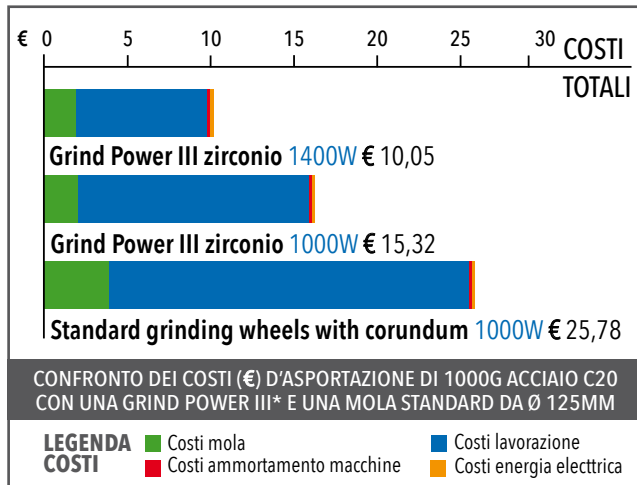 € 0 5 10 15 20 25 30 COSTI
TOTALI
Grind Power III zirconio 1400W € 10,05
Grind Power III zirconio 1000W € 15,32
Standard grinding wheels with corundum 1000W € 25,78
CONFRONTO DEI COSTI (€) D'ASPORTAZIONE DI 1000G ACCIAIO C20
CON UNA GRIND POWER III* E UNA MOLA STANDARD DA Ø 125MM
LEGENDA Costi mola Costi lavorazione
COSTI Costi ammortamento macchine Costi energia electtrica